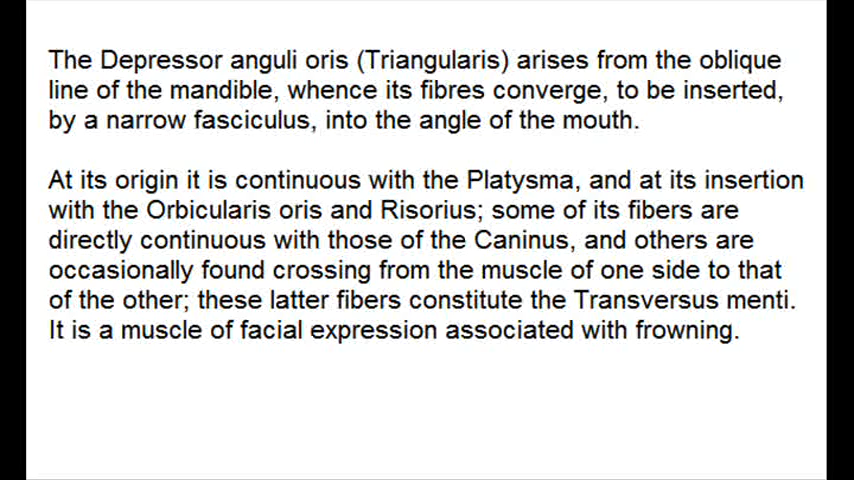 The Depressor anguli oris (Triangularis) arises from the oblique
line of the mandible, whence its fibres converge, to be inserted,
by a narrow fasciculus, into the angle of the mouth.
At its origin it is continuous with the Platysma, and at its insertion
with the Orbicularis oris and Risorius; some of its fibers are
directly continuous with those of the Caninus, and others are
occasionally found crossing from the muscle of one side to that
of the other; these latter fibers constitute the Transversus menti.
It is a muscle of facial expression associated with frowning.